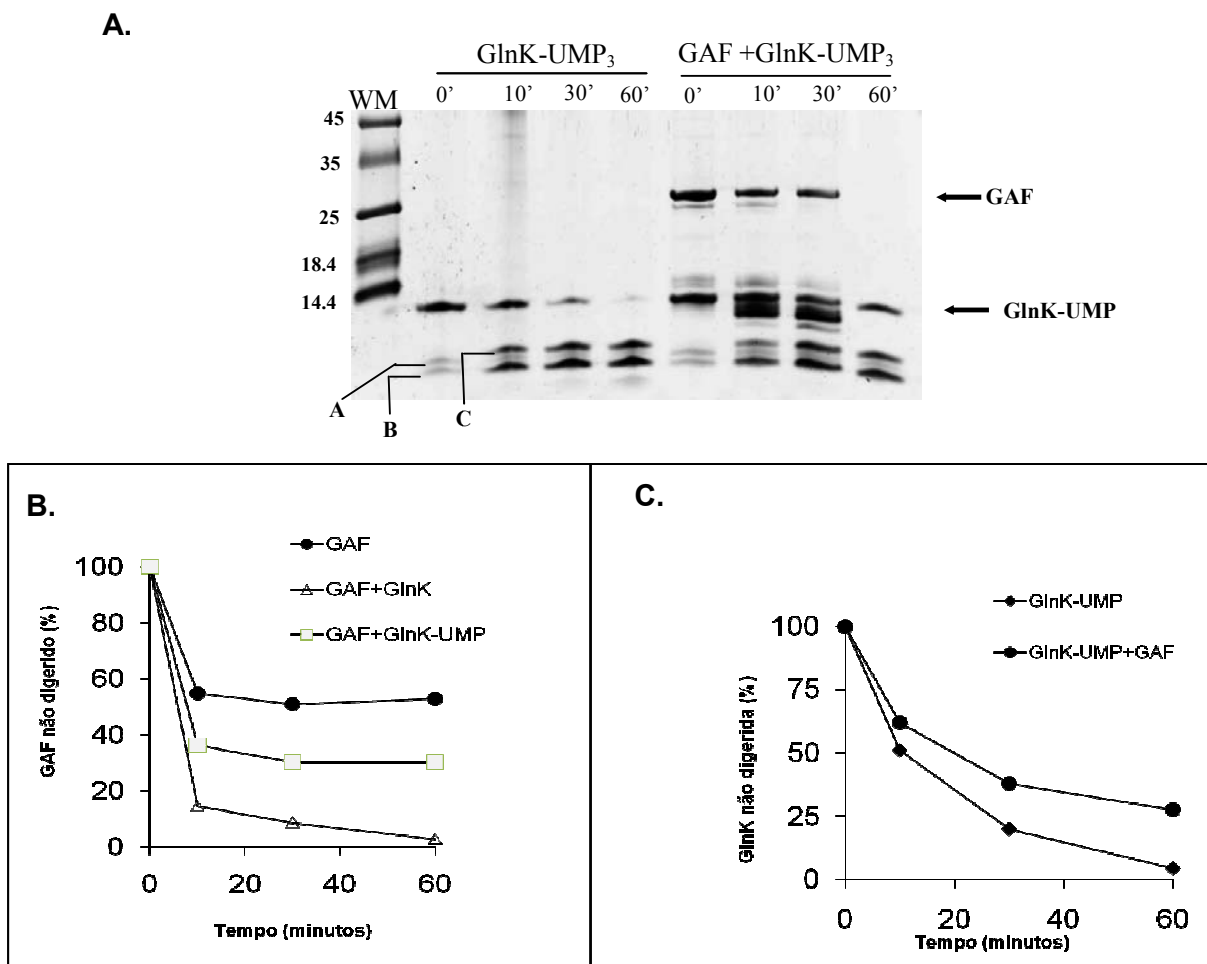 A.
GlnK-UMP3 GAF +GlnK-UMP3
WM 0’ 10’ 30’ 60’ 0’ 10’ 30’ 60’
45
35
25
18.4
14.4
GAF
GlnK-UMP
A
B
C
B.
GAF
GAF+GlnK
GAF+GlnK-UMP
GAF não digerido (%)
100
80
60
40
20
0
0 20 40 60
Tempo (minutos)
C.
GlnK-UMP
GlnK-UMP+GAF
GlnK não digerida (%)
100
75
50
25
0
0 20 40 60
Tempo (minutos)